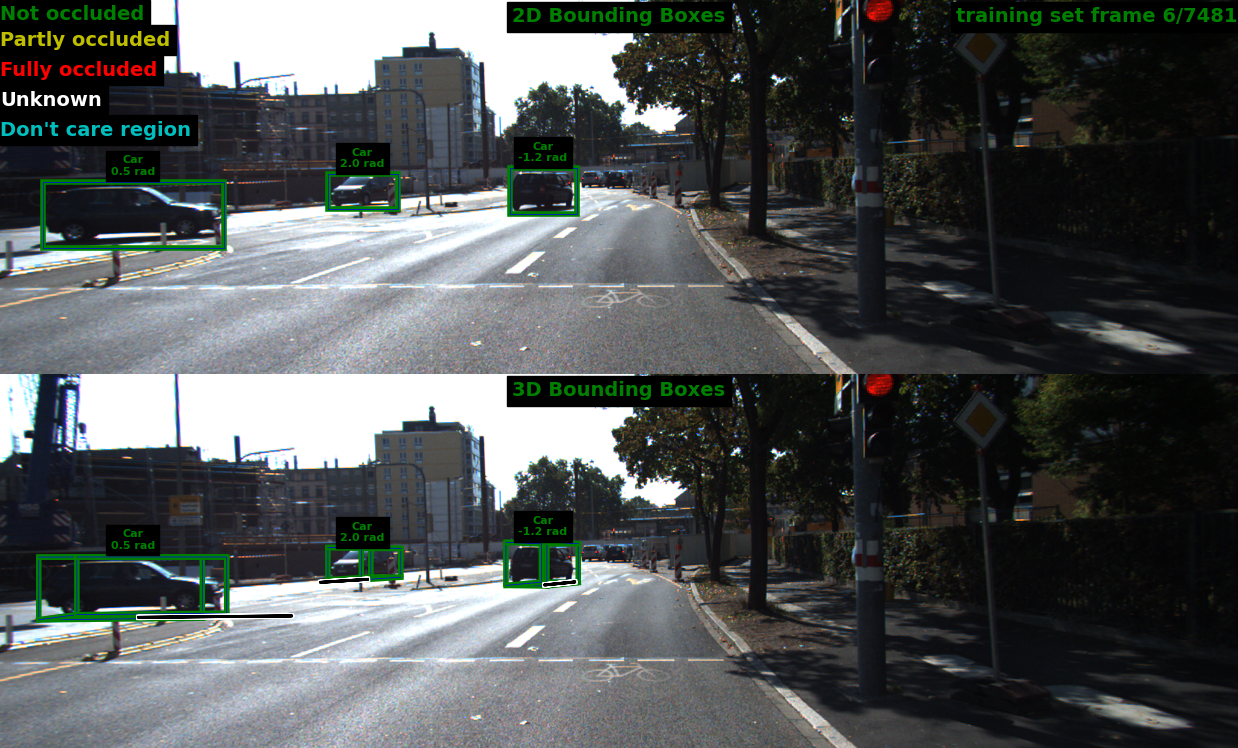 Not occluded
2D Bounding Boxes
training set frame 6/7481
Partly occluded
Fully occluded
Unknown
Don't care region
Car
0.5 rad
Car
2.0 rad
Car
-1.2 rad
3D Bounding Boxes
Car
0.5 rad
Car
2.0 rad
Car
-1.2 rad